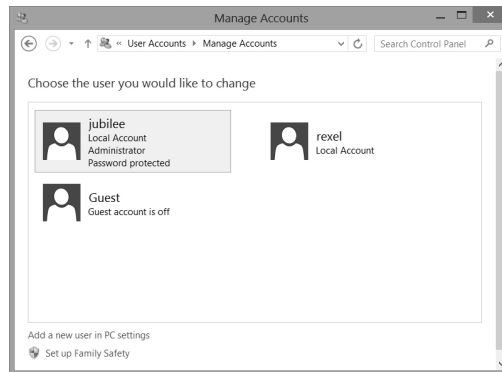 Manage Accounts
« User Accounts Manage Accounts
Search Control Panel
Choose the user you would like to change
jubilee
Local Account
Administrator
Password protected
rexel
Local Account
Guest
Guest account is off
Add a new user in PC settings
Set up Family Safety